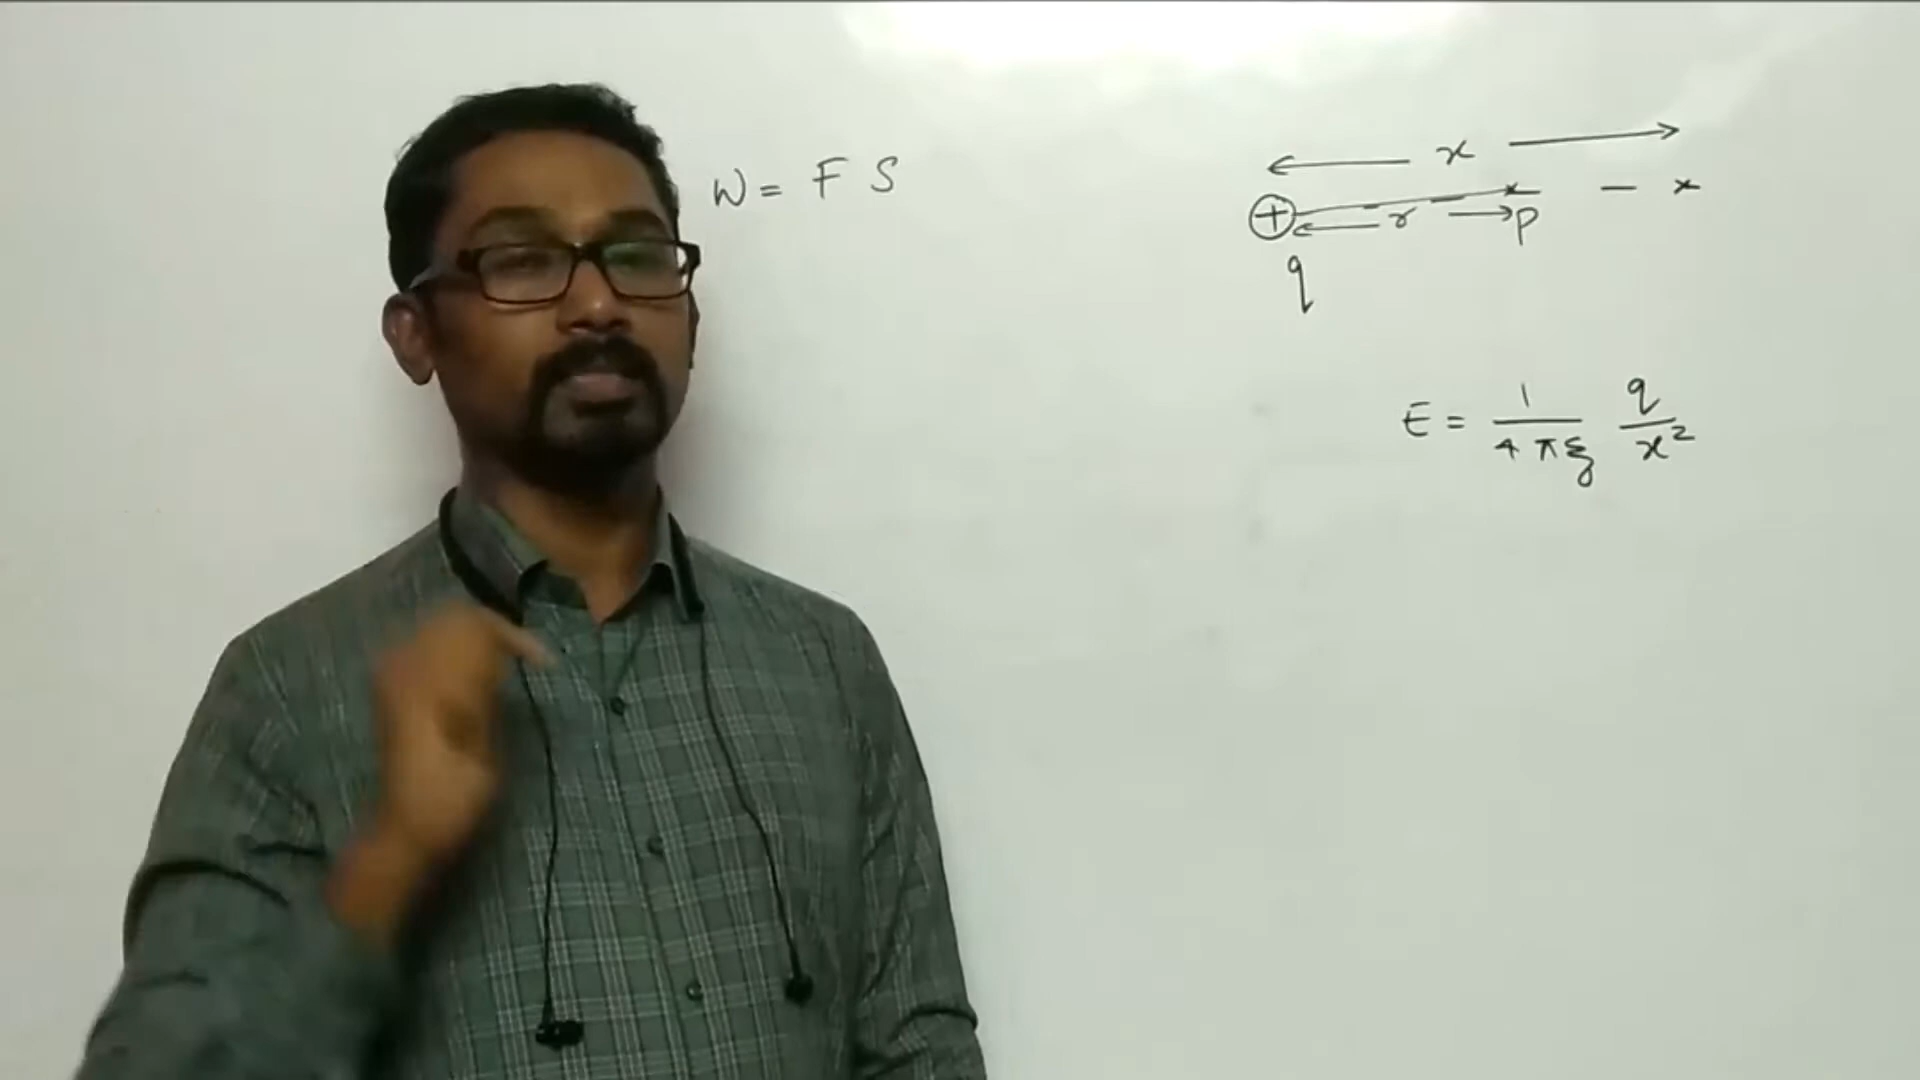 W = F S
x
r p
q
E = 1/4πε₀ q/x²